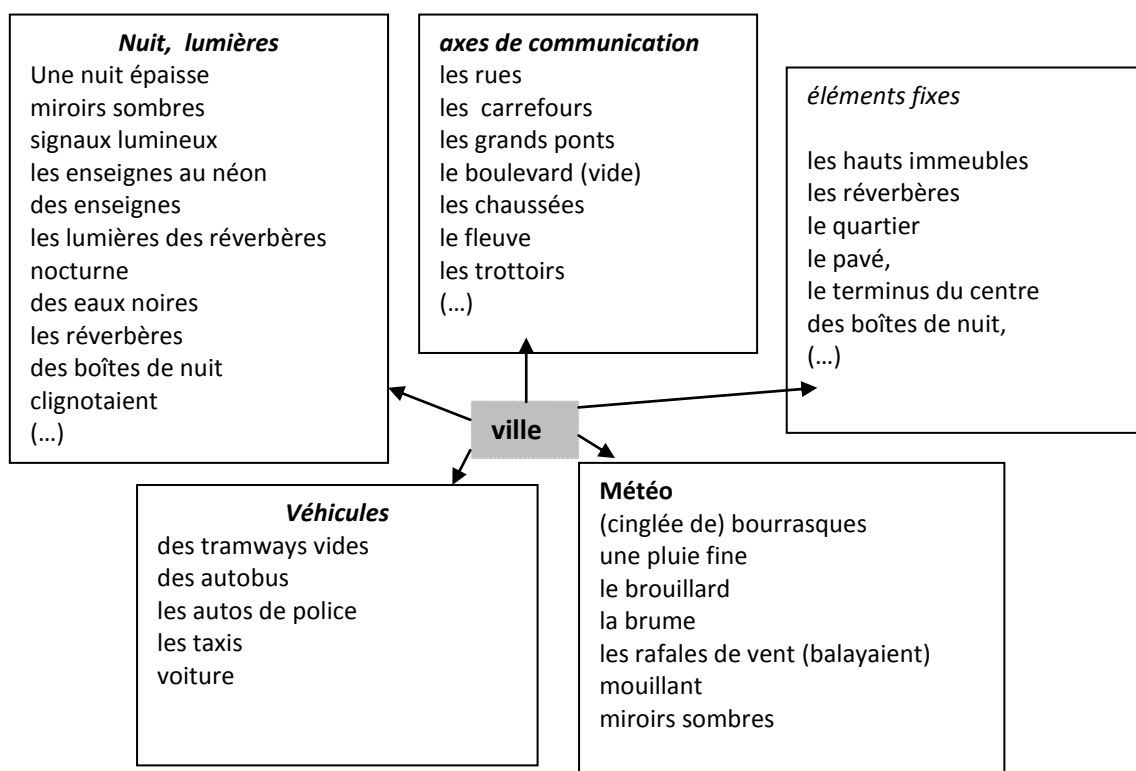 Nuit, lumières
Une nuit épaisse
miroirs sombres
signaux lumineux
les enseignes au néon
des enseignes
les lumières des réverbères
nocturne
des eaux noires
les réverbères
des boîtes de nuit
clignotaient
(…)
axes de communication
les rues
les carrefours
les grands ponts
le boulevard (vide)
les chaussées
le fleuve
les trottoirs
(…)
éléments fixes
les hauts immeubles
les réverbères
le quartier
le pavé,
le terminus du centre
des boîtes de nuit,
(…)
ville
Véhicules
des tramways vides
des autobus
les autos de police
les taxis
voiture
Météo
(cinglée de) bourrasques
une pluie fine
le brouillard
la brume
les rafales de vent (balayaient)
mouillant
miroirs sombres